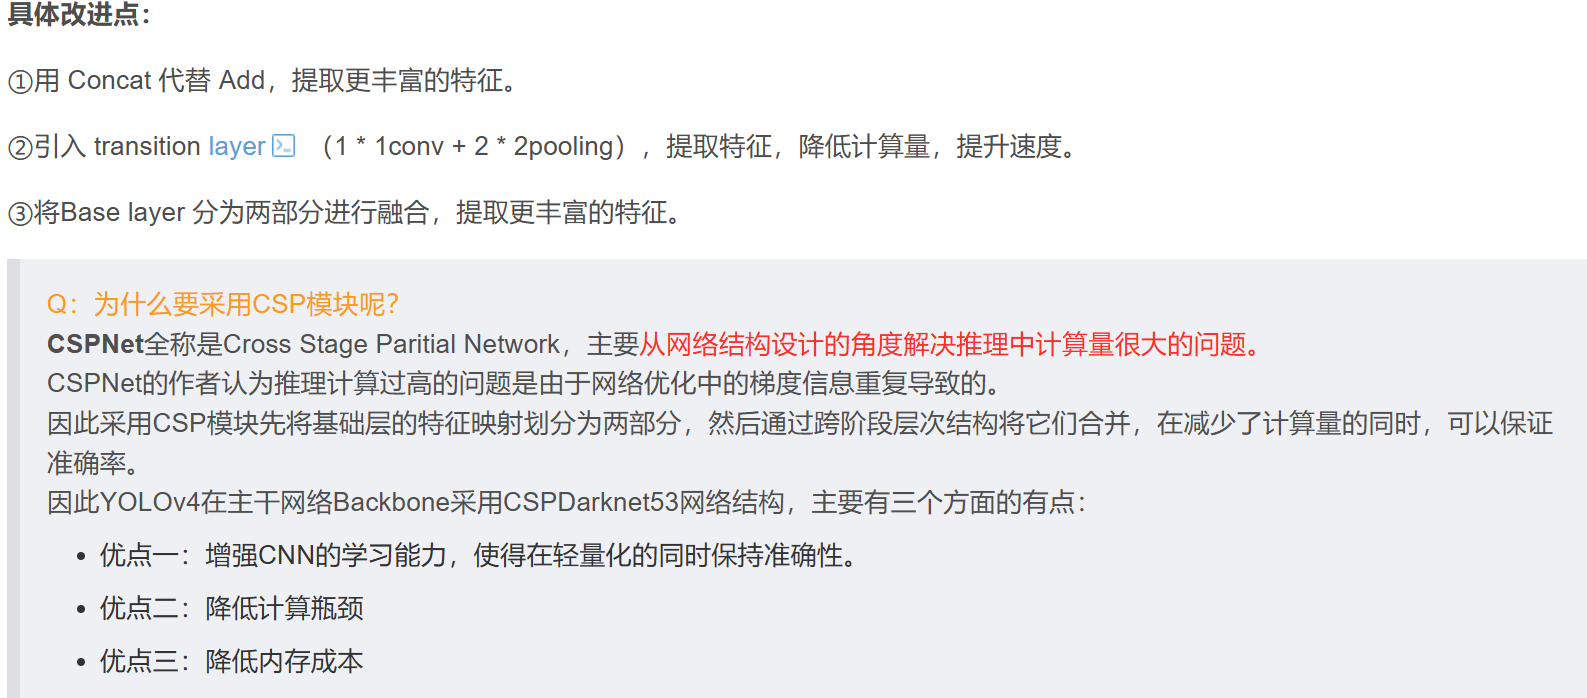 具体改进点：
①用 Concat 代替 Add，提取更丰富的特征。
②引入 transition layer （1 * 1conv + 2 * 2pooling），提取特征，降低计算量，提升速度。
③将Base layer 分为两部分进行融合，提取更丰富的特征。
Q：为什么要采用CSP模块呢？
CSPNet全称是Cross Stage Paritial Network，主要从网络结构设计的角度解决推理中计算量很大的问题。
CSPNet的作者认为推理计算过高的问题是由于网络优化中的梯度信息重复导致的。
因此采用CSP模块先将基础层的特征映射划分为两部分，然后通过跨阶段层次结构将它们合并，在减少了计算量的同时，可以保证
准确率。
因此YOLOv4在主干网络Backbone采用CSPDarknet53网络结构，主要有三个方面的有点：
• 优点一：增强CNN的学习能力，使得在轻量化的同时保持准确性。
• 优点二：降低计算瓶颈
• 优点三：降低内存成本